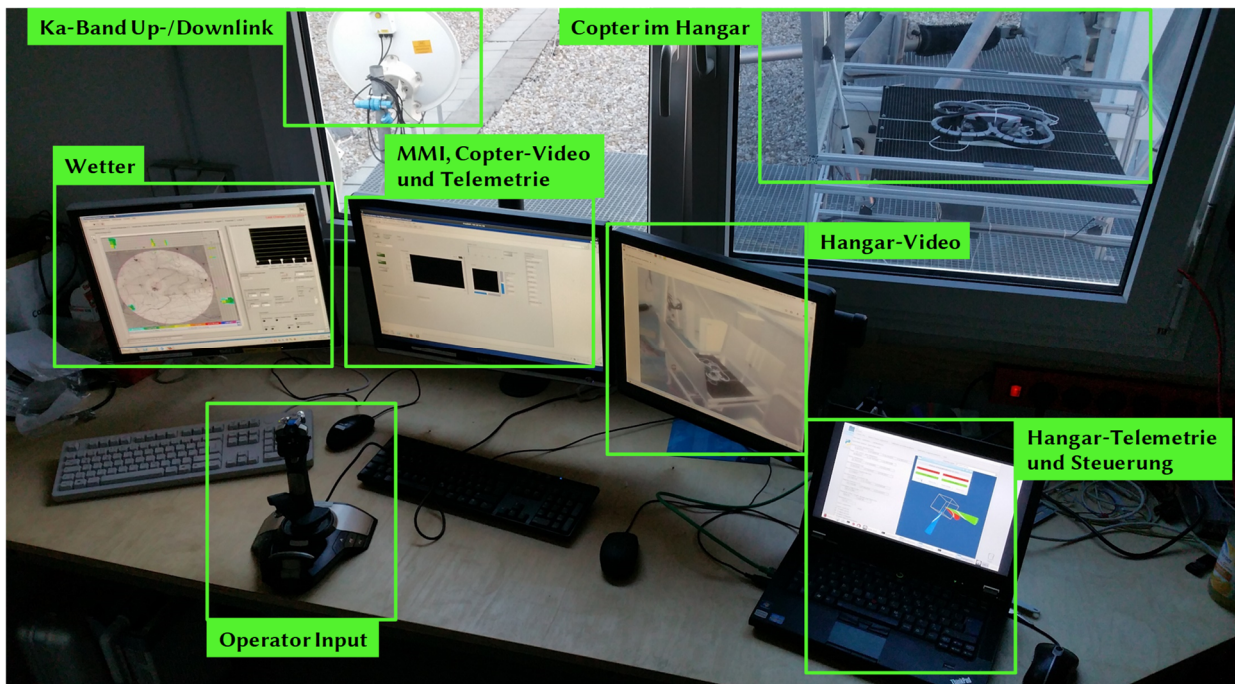 Ka-Band Up-/Downlink
Copter im Hangar
Wetter
MMI, Copter-Video
und Telemetrie
Hangar-Video
Hangar-Telemetrie
und Steuerung
Operator Input
ThinkPad